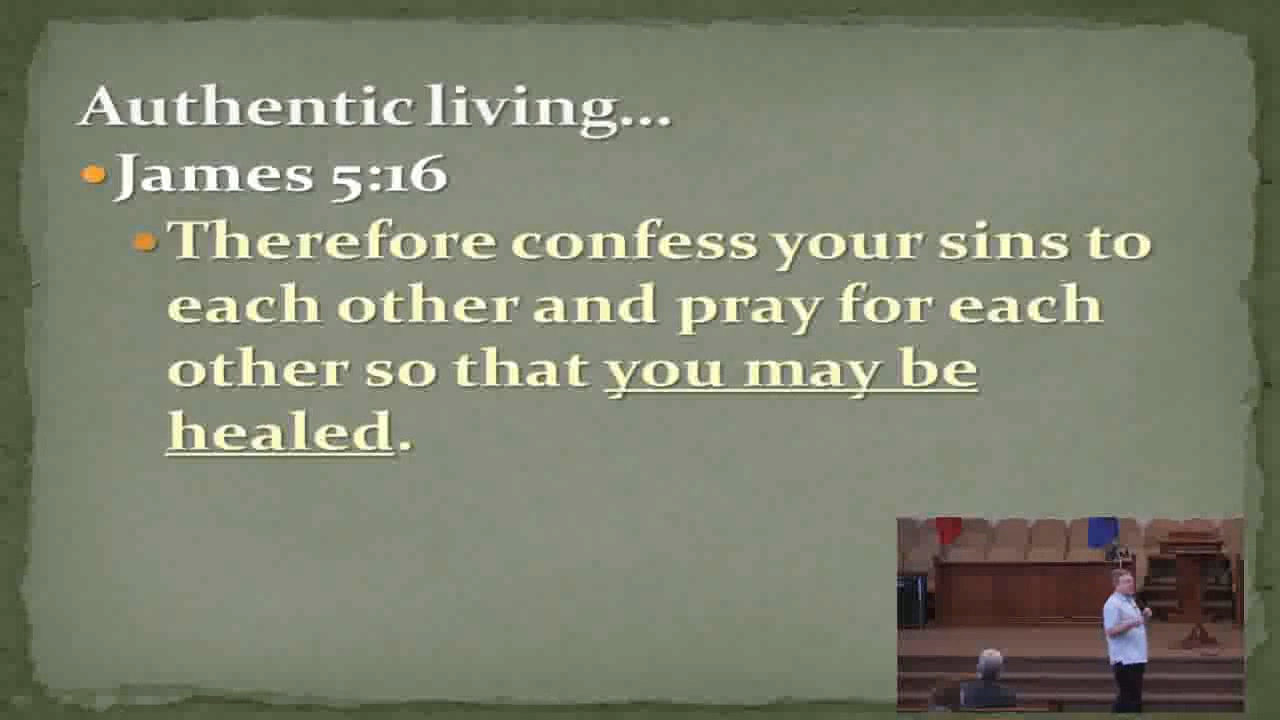 Authentic living...
• James 5:16
• Therefore confess your sins to
each other and pray for each
other so that you may be
healed.